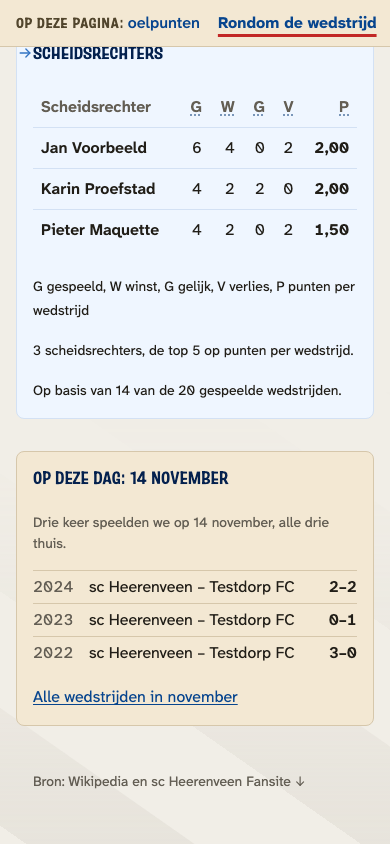 OP DEZE PAGINA: oelpunten Rondom de wedstrijd
→SCHEIDSRECHTERS
Scheidsrechter G W G V P
Jan Voorbeeld 6 4 0 2 2,00
Karin Proefstad 4 2 2 0 2,00
Pieter Maquette 4 2 0 2 1,50
G gespeeld, W winst, G gelijk, V verlies, P punten per
wedstrijd
3 scheidsrechters, de top 5 op punten per wedstrijd.
Op basis van 14 van de 20 gespeelde wedstrijden.
OP DEZE DAG: 14 NOVEMBER
Drie keer speelden we op 14 november, alle drie
thuis.
2024 sc Heerenveen – Testdorp FC 2–2
2023 sc Heerenveen – Testdorp FC 0–1
2022 sc Heerenveen – Testdorp FC 3–0
Alle wedstrijden in november
Bron: Wikipedia en sc Heerenveen Fansite ↓